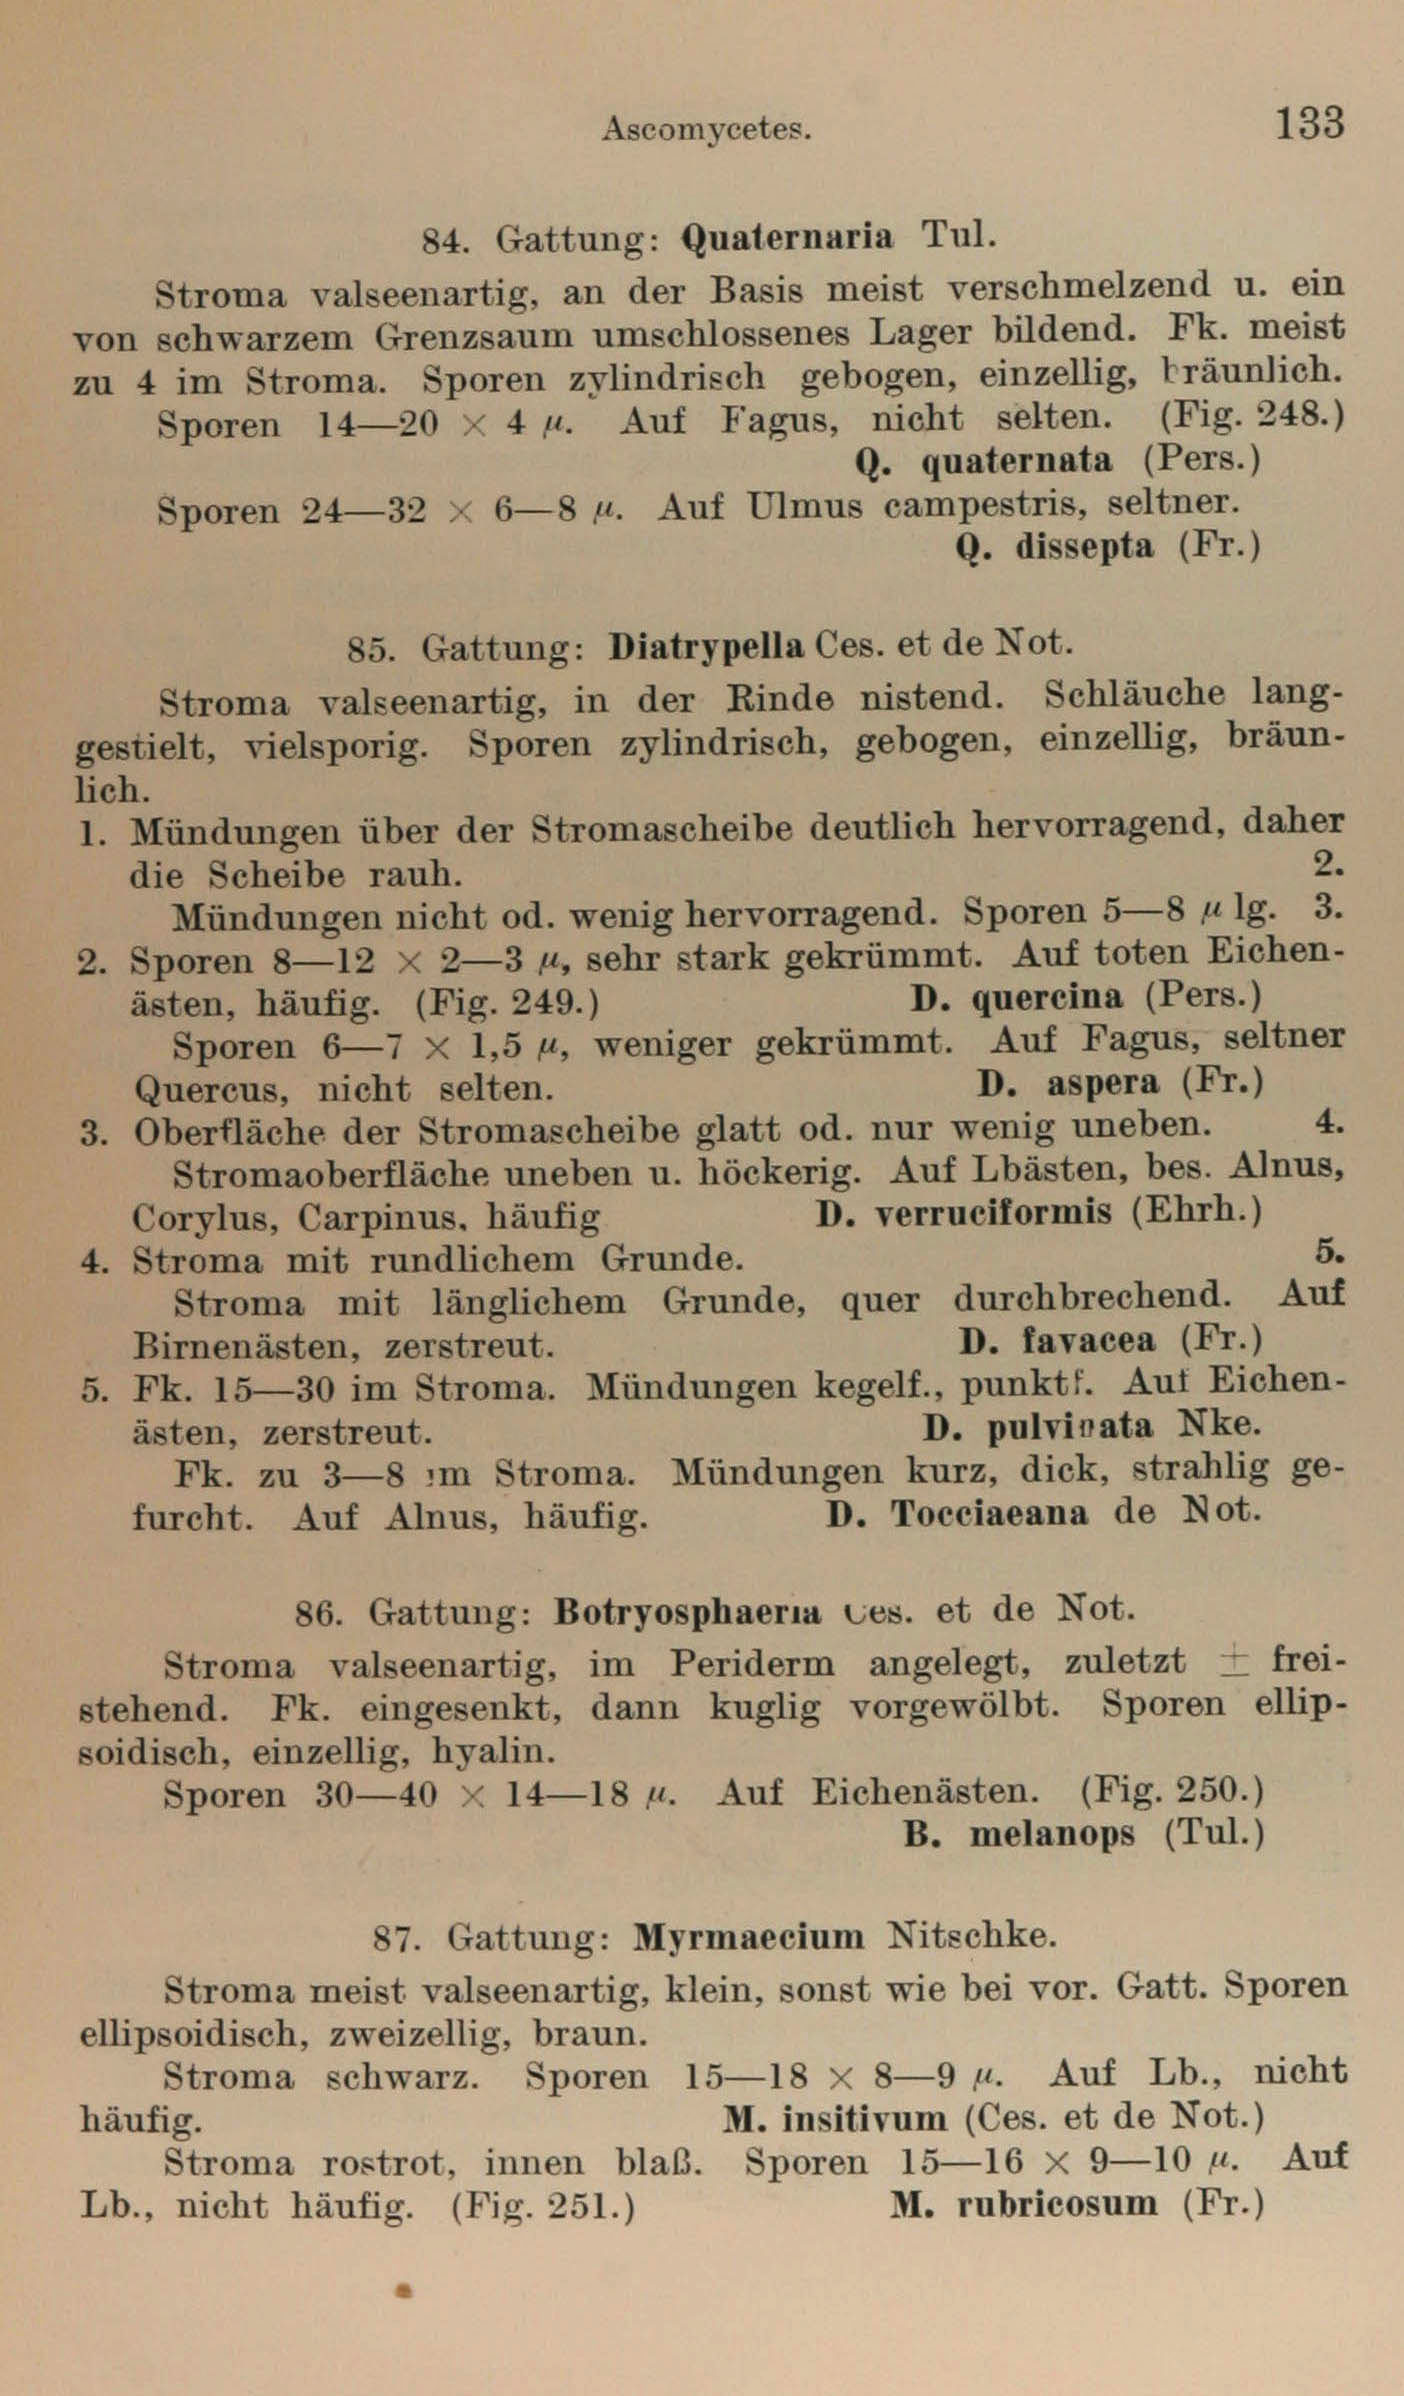 Ascomycetes. 133
84. Gattung: Quaternaria Tul.
Stroma valseenartig, an der Basis meist verschmelzend u. ein
von schwarzem Grenzsaum umschlossenes Lager bildend. Fk. meist
zu 4 im Stroma. Sporen zylindrisch gebogen, einzellig, bräunlich.
Sporen 14—20 × 4 µ. Auf Fagus, nicht selten. (Fig. 248.)
Q. quaternata (Pers.)
Sporen 24—32 × 6—8 µ. Auf Ulmus campestris, seltner.
Q. dissepta (Fr.)
85. Gattung: Diatrypella Ces. et de Not.
Stroma valseenartig, in der Rinde nistend. Schläuche lang-
gestielt, vielsporig. Sporen zylindrisch, gebogen, einzellig, bräun-
lich.
1. Mündungen über der Stromascheibe deutlich hervorragend, daher
die Scheibe rauh. 2.
Mündungen nicht od. wenig hervorragend. Sporen 5—8 µ lg. 3.
2. Sporen 8—12 × 2—3 µ, sehr stark gekrümmt. Auf toten Eichen-
ästen, häufig. (Fig. 249.) D. quercina (Pers.)
Sporen 6—7 × 1,5 µ, weniger gekrümmt. Auf Fagus, seltner
Quercus, nicht selten. D. aspera (Fr.)
3. Oberfläche der Stromascheibe glatt od. nur wenig uneben. 4.
Stromaoberfläche uneben u. höckerig. Auf Lbästen, bes. Alnus,
Corylus, Carpinus, häufig D. verruciformis (Ehrh.)
4. Stroma mit rundlichem Grunde. 5.
Stroma mit länglichem Grunde, quer durchbrechend. Auf
Birnenästen, zerstreut. D. favacea (Fr.)
5. Fk. 15—30 im Stroma. Mündungen kegelf., punktf. Auf Eichen-
ästen, zerstreut. D. pulvinata Nke.
Fk. zu 3—8 im Stroma. Mündungen kurz, dick, strahlig ge-
furcht. Auf Alnus, häufig. D. Tocciaeana de Not.
86. Gattung: Botryosphaeria Ces. et de Not.
Stroma valseenartig, im Periderm angelegt, zuletzt ± frei-
stehend. Fk. eingesenkt, dann kuglig vorgewölbt. Sporen ellip-
soidisch, einzellig, hyalin.
Sporen 30—40 × 14—18 µ. Auf Eichenästen. (Fig. 250.)
B. melanops (Tul.)
87. Gattung: Myrmaecium Nitschke.
Stroma meist valseenartig, klein, sonst wie bei vor. Gatt. Sporen
ellipsoidisch, zweizellig, braun.
Stroma schwarz. Sporen 15—18 × 8—9 µ. Auf Lb., nicht
häufig. M. insitivum (Ces. et de Not.)
Stroma rostrot, innen blaß. Sporen 15—16 × 9—10 µ. Auf
Lb., nicht häufig. (Fig. 251.) M. rubricosum (Fr.)